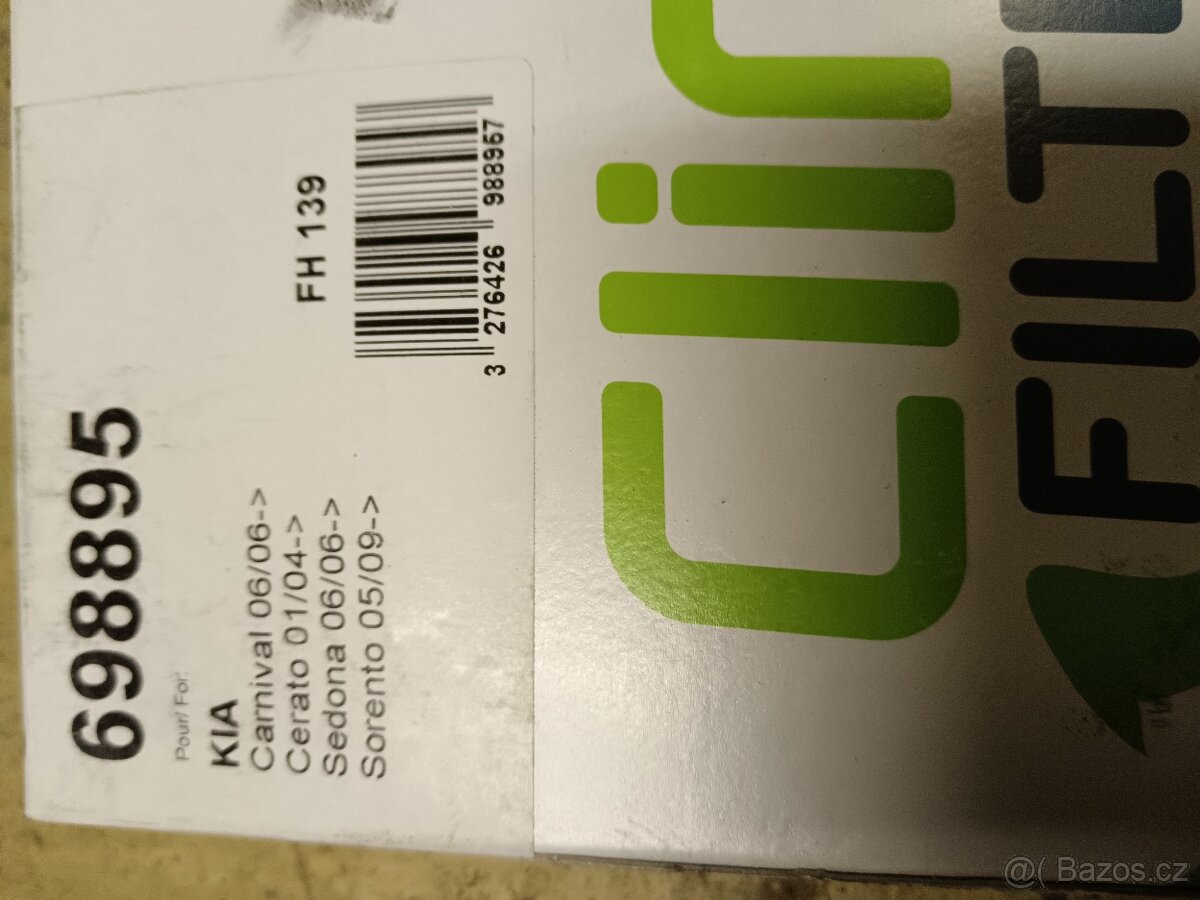 698895
Pour/ For:
KIA
Carnival 06/06->
Cerato 01/04->
Sedona 06/06->
Sorento 05/09->
FH 139
3 276426 988957
FILT
@( Bazos.cz